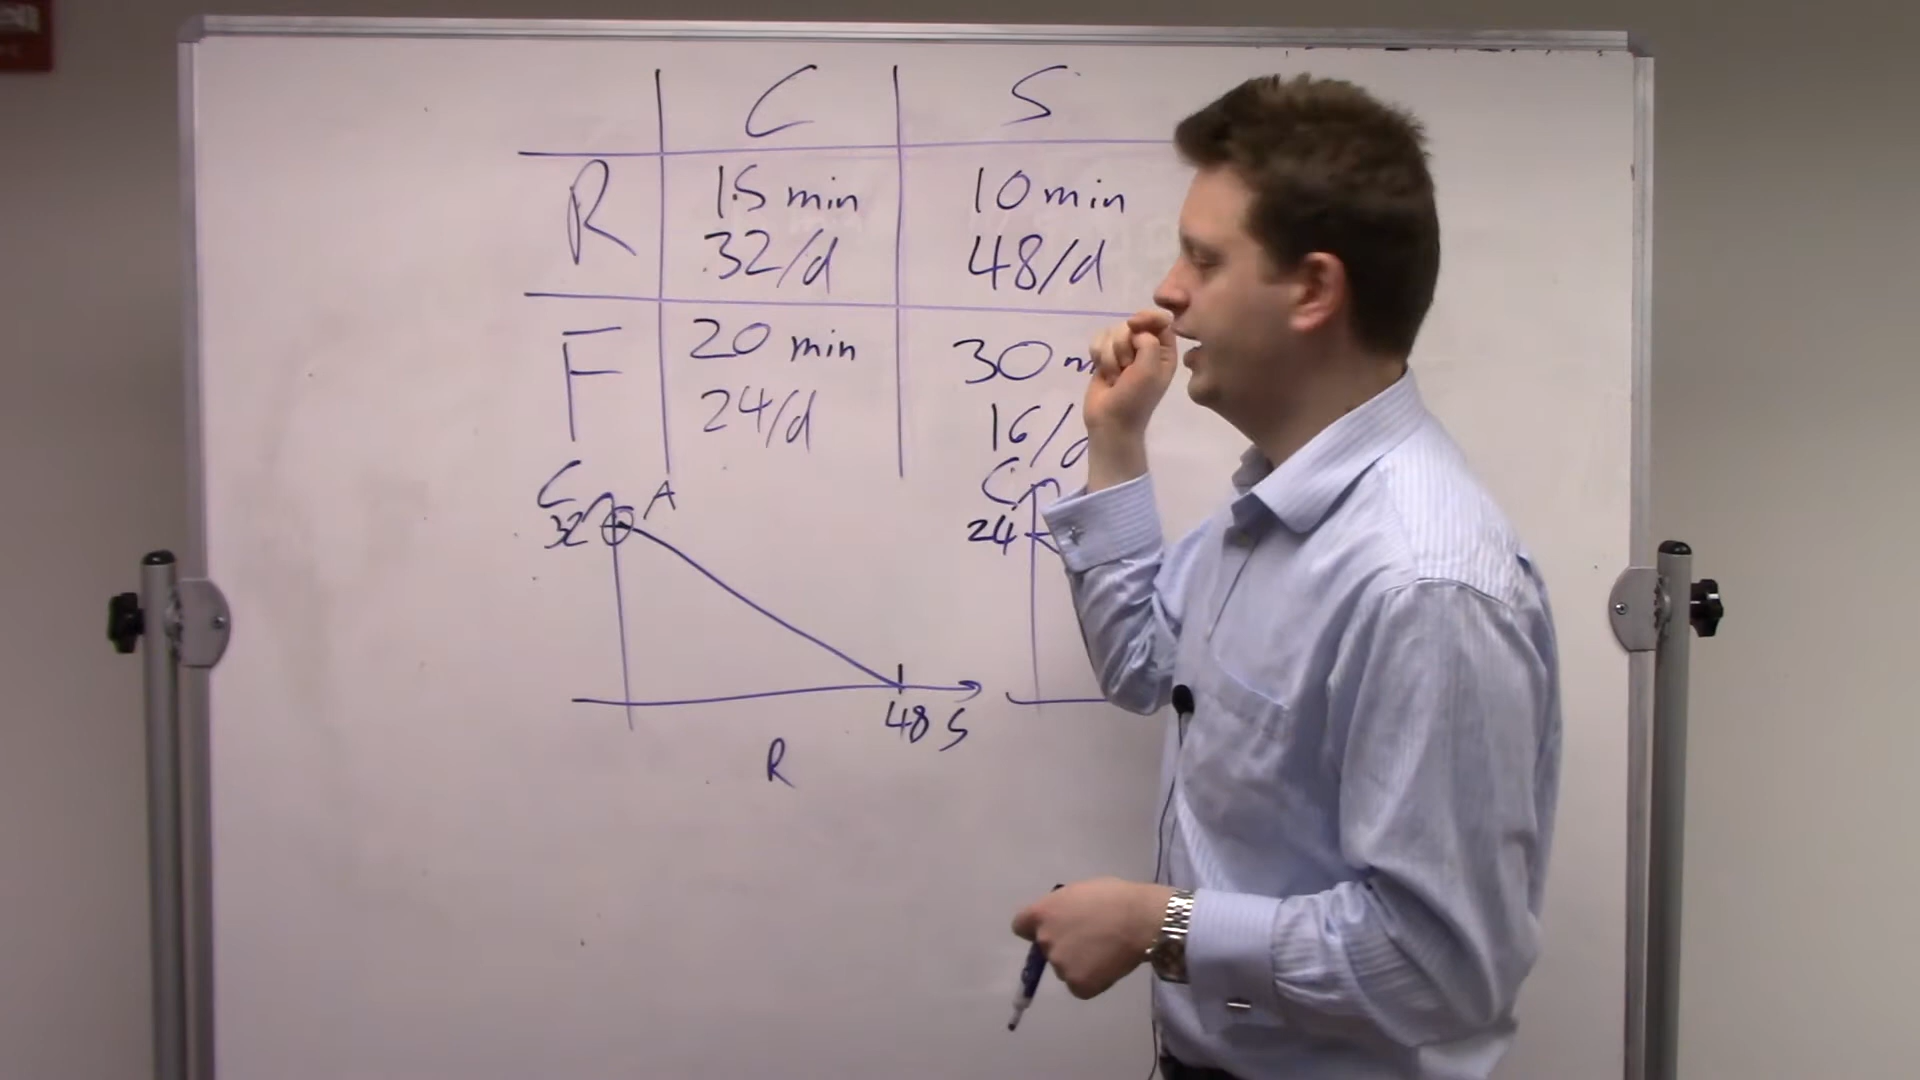 C S
R 15 min 10 min
32/d 48/d
F 20 min 30
24/d 16/d
C A C
32 24
48 S
R